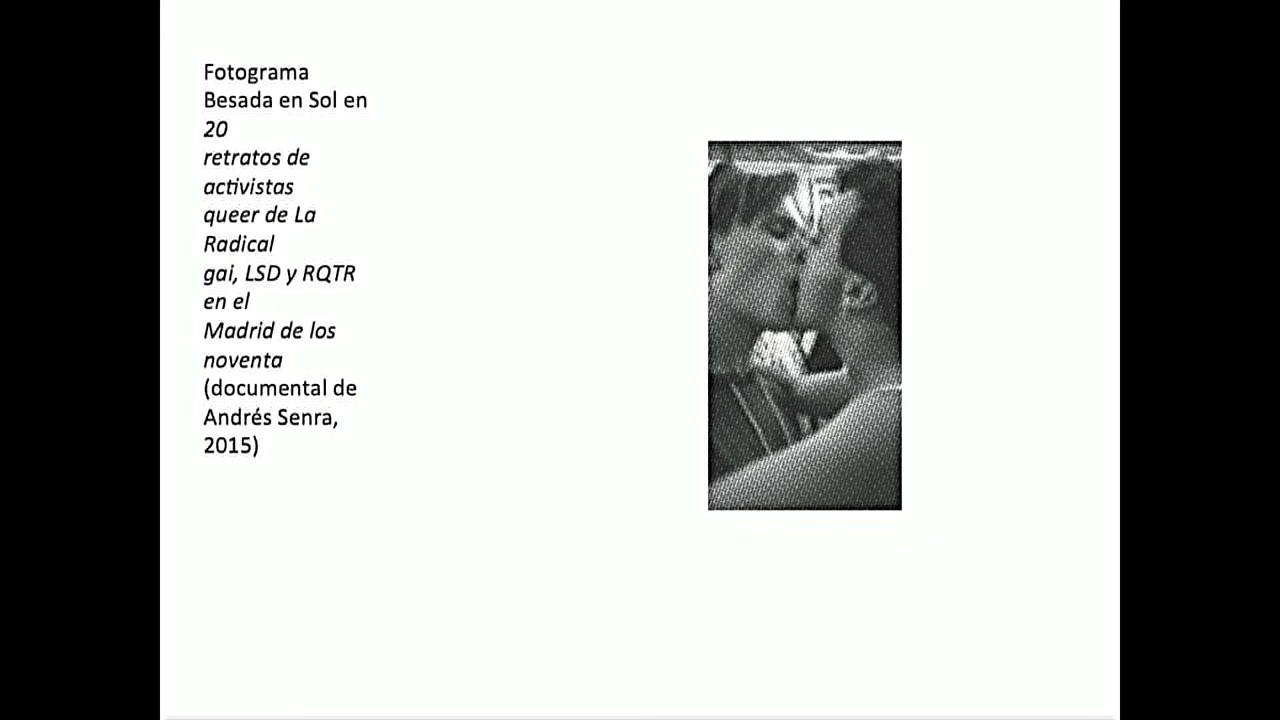 Fotograma
Besada en Sol en
20
retratos de
activistas
queer de La
Radical
gai, LSD y RQTR
en el
Madrid de los
noventa
(documental de
Andrés Senra,
2015)